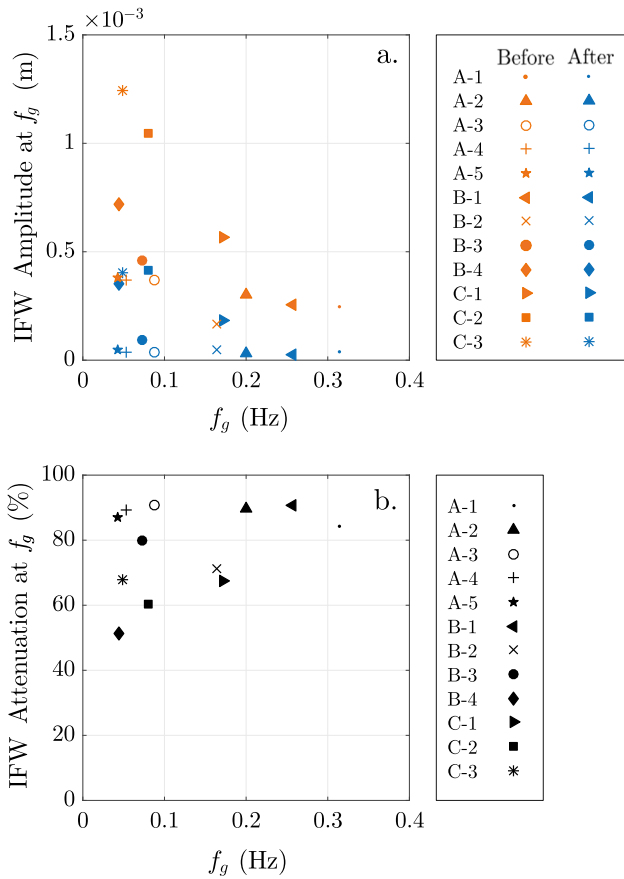 ×10⁻³
1.5
1
0.5
0
IFW Amplitude at f_g (m)
a.
0 0.1 0.2 0.3 0.4
f_g (Hz)
Before After
A-1
A-2
A-3
A-4
A-5
B-1
B-2
B-3
B-4
C-1
C-2
C-3
100
80
60
40
20
0
IFW Attenuation at f_g (%)
b.
0 0.1 0.2 0.3 0.4
f_g (Hz)
A-1
A-2
A-3
A-4
A-5
B-1
B-2
B-3
B-4
C-1
C-2
C-3